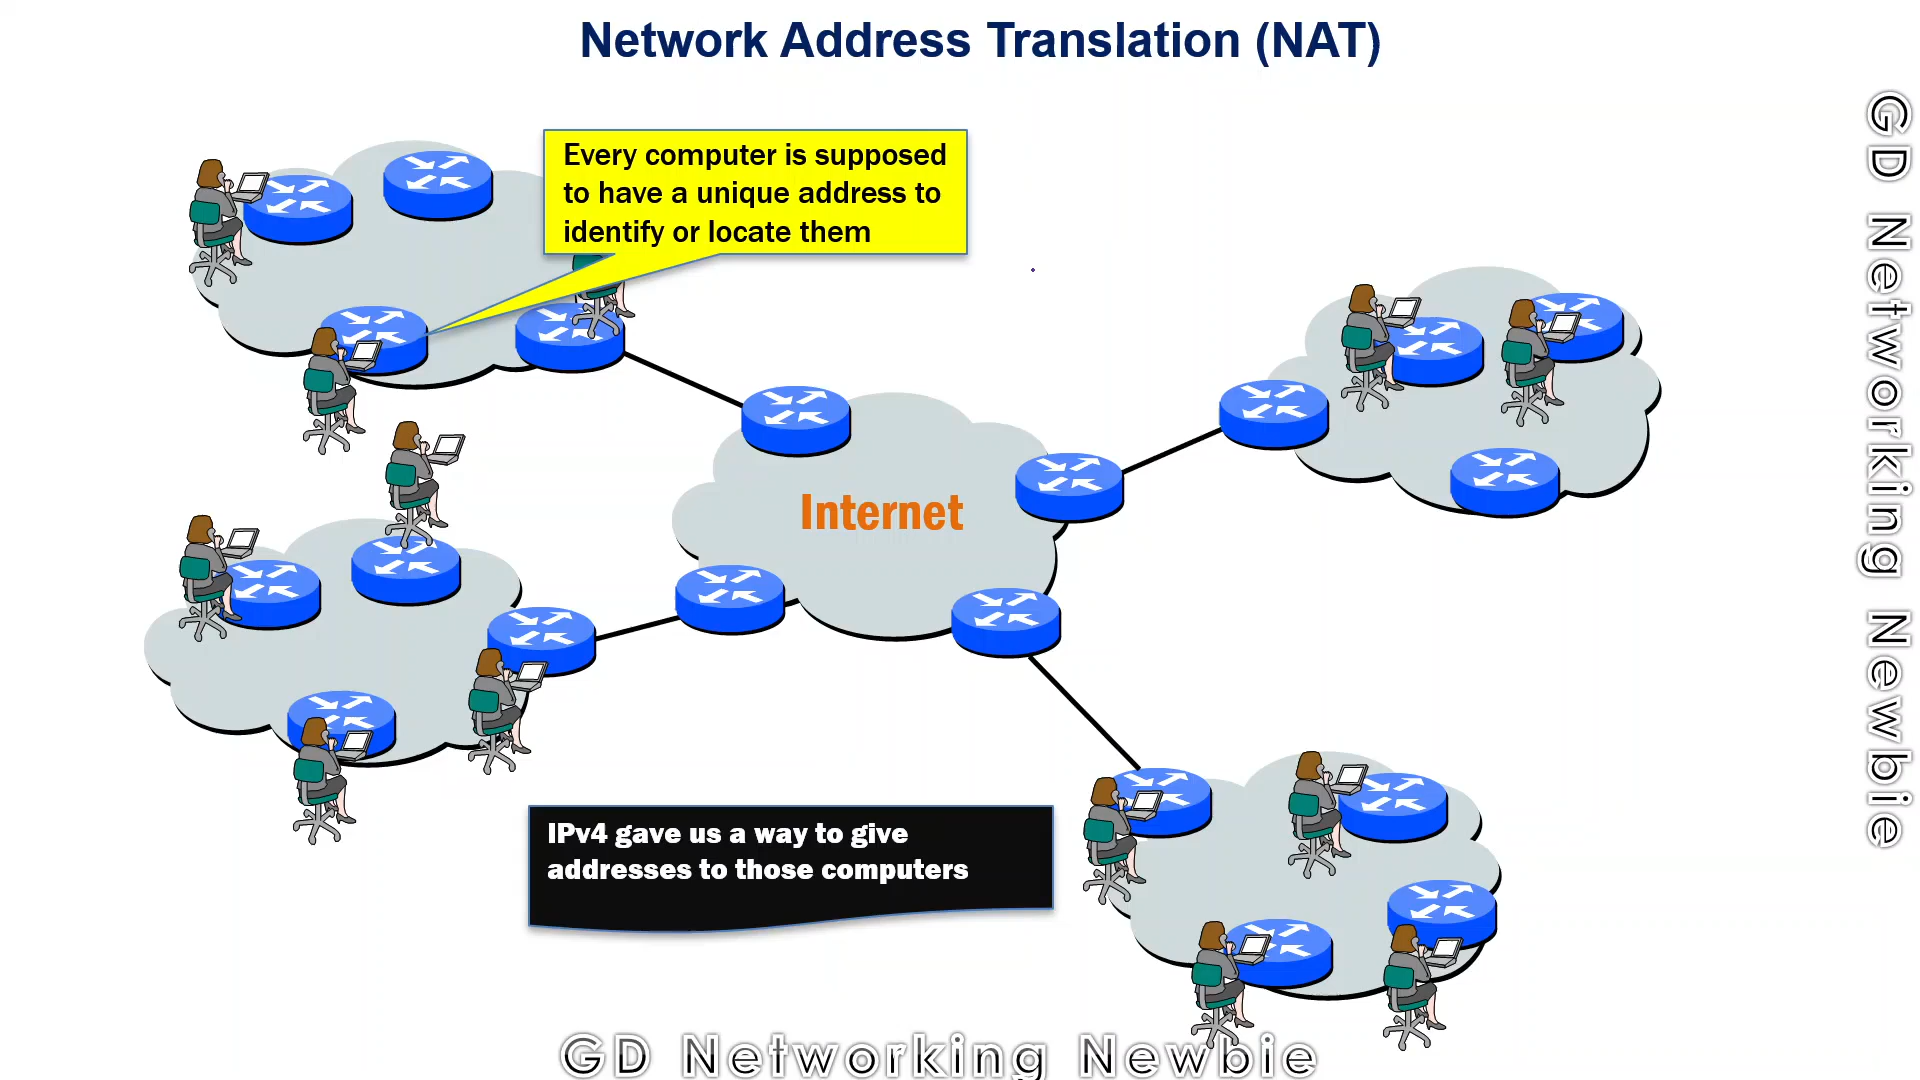 Network Address Translation (NAT)
Every computer is supposed
to have a unique address to
identify or locate them
Internet
IPv4 gave us a way to give
addresses to those computers
GD Networking Newbie
GD Networking Newbie